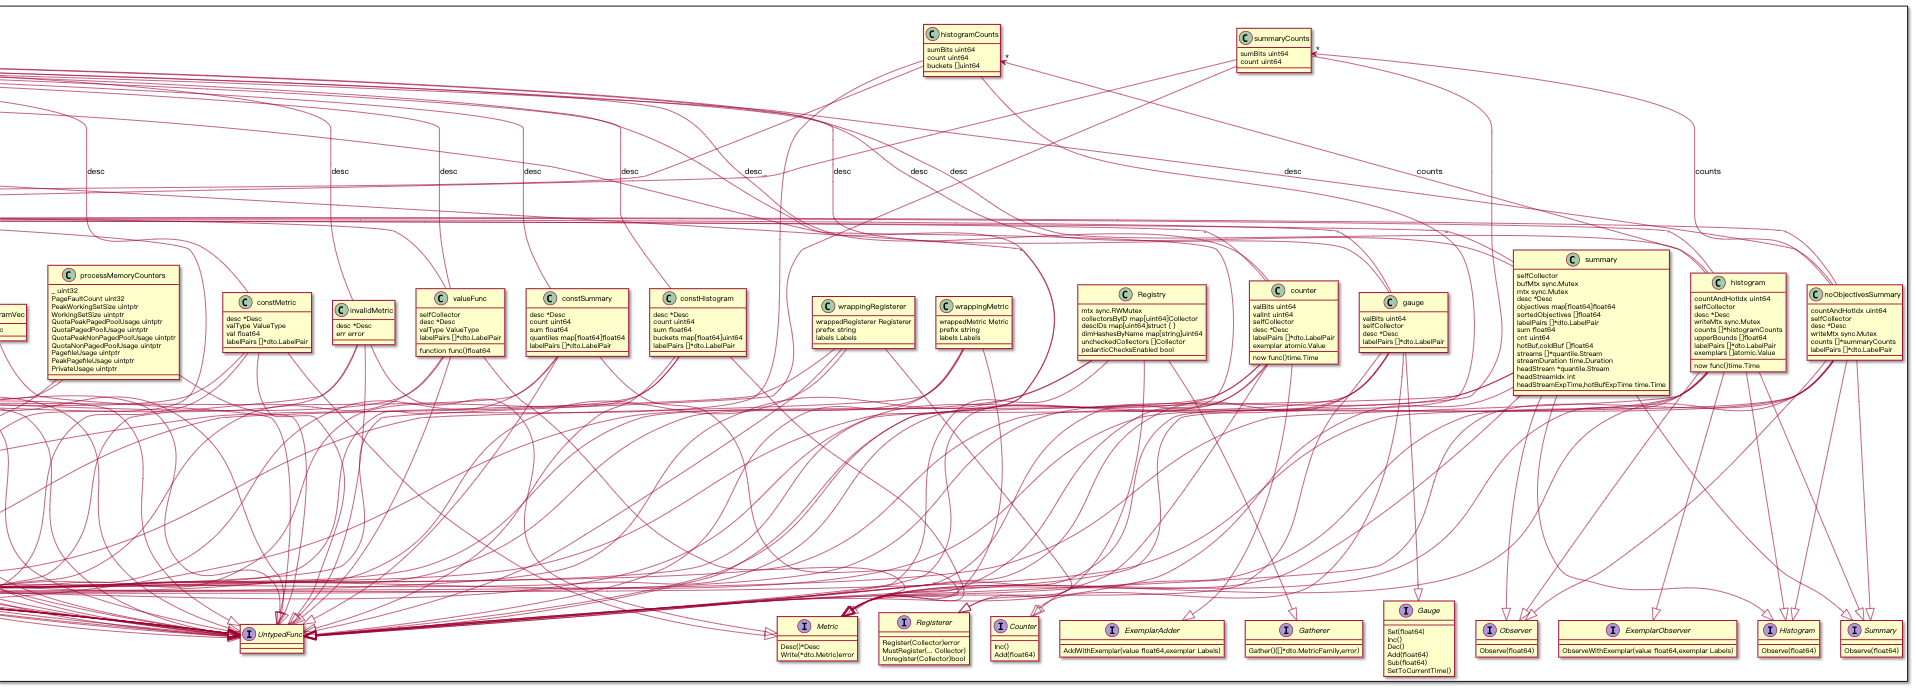 C histogramCounts
sumBits uint64
count uint64
buckets []uint64
*
C summaryCounts
sumBits uint64
count uint64
*
desc
desc
desc
desc
desc
desc
desc
desc
desc
desc
counts
counts
ramVec
C processMemoryCounters
_ uint32
PageFaultCount uint32
PeakWorkingSetSize uintptr
WorkingSetSize uintptr
QuotaPeakPagedPoolUsage uintptr
QuotaPagedPoolUsage uintptr
QuotaPeakNonPagedPoolUsage uintptr
QuotaNonPagedPoolUsage uintptr
PagefileUsage uintptr
PeakPagefileUsage uintptr
PrivateUsage uintptr
C constMetric
desc *Desc
valType ValueType
val float64
labelPairs []*dto.LabelPair
C invalidMetric
desc *Desc
err error
C valueFunc
selfCollector
desc *Desc
valType ValueType
labelPairs []*dto.LabelPair
function func()float64
C constSummary
desc *Desc
count uint64
sum float64
quantiles map[float64]float64
labelPairs []*dto.LabelPair
C constHistogram
desc *Desc
count uint64
sum float64
buckets map[float64]uint64
labelPairs []*dto.LabelPair
C wrappingRegisterer
wrappedRegisterer Registerer
prefix string
labels Labels
C wrappingMetric
wrappedMetric Metric
prefix string
labels Labels
C Registry
mtx sync.RWMutex
collectorsByID map[uint64]Collector
descIDs map[uint64]struct { }
dimHashesByName map[string]uint64
uncheckedCollectors []Collector
pedanticChecksEnabled bool
C counter
valBits uint64
valInt uint64
selfCollector
desc *Desc
labelPairs []*dto.LabelPair
exemplar atomic.Value
now func()time.Time
C gauge
valBits uint64
selfCollector
desc *Desc
labelPairs []*dto.LabelPair
C summary
selfCollector
bufMtx sync.Mutex
mtx sync.Mutex
desc *Desc
objectives map[float64]float64
sortedObjectives []float64
labelPairs []*dto.LabelPair
sum float64
cnt uint64
hotBuf,coldBuf []float64
streams []*quantile.Stream
streamDuration time.Duration
headStream *quantile.Stream
headStreamIdx int
headStreamExpTime,hotBufExpTime time.Time
C histogram
countAndHotIdx uint64
selfCollector
desc *Desc
writeMtx sync.Mutex
counts []*histogramCounts
upperBounds []float64
labelPairs []*dto.LabelPair
exemplars []atomic.Value
now func()time.Time
C noObjectivesSummary
countAndHotIdx uint64
selfCollector
desc *Desc
writeMtx sync.Mutex
counts []*summaryCounts
labelPairs []*dto.LabelPair
I UntypedFunc
I Metric
Desc()*Desc
Write(*dto.Metric)error
I Registerer
Register(Collector)error
MustRegister(... Collector)
Unregister(Collector)bool
I Counter
Inc()
Add(float64)
I ExemplarAdder
AddWithExemplar(value float64,exemplar Labels)
I Gatherer
Gather()[]*dto.MetricFamily,error)
I Gauge
Set(float64)
Inc()
Dec()
Add(float64)
Sub(float64)
SetToCurrentTime()
I Observer
Observe(float64)
I ExemplarObserver
ObserveWithExemplar(value float64,exemplar Labels)
I Histogram
Observe(float64)
I Summary
Observe(float64)